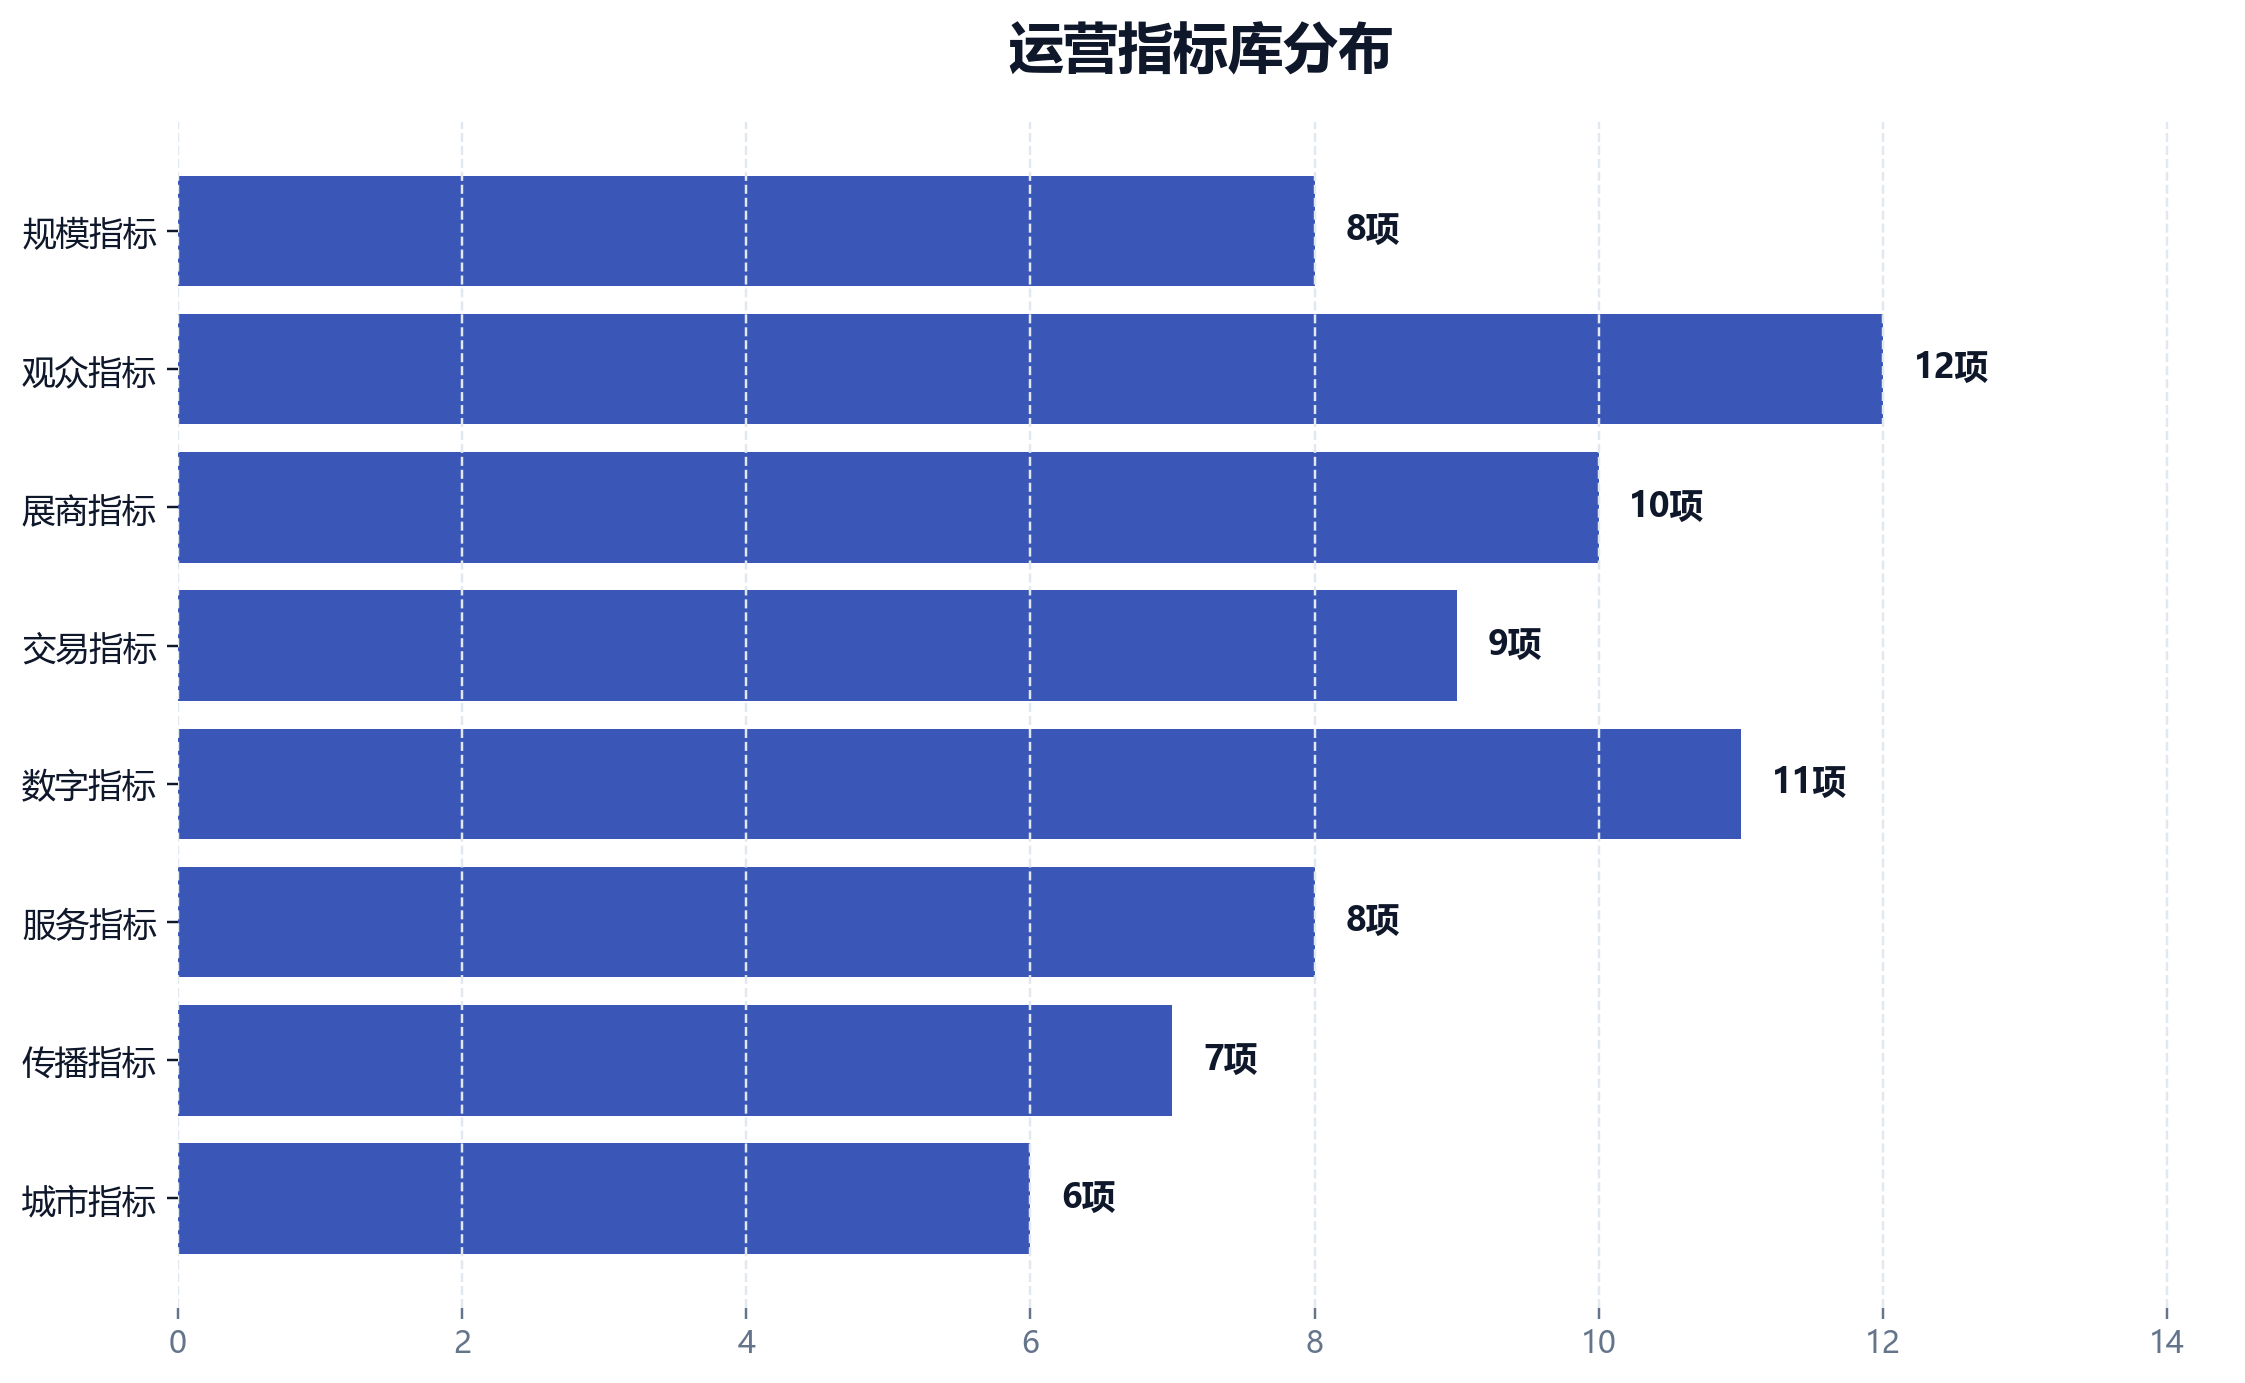 运营指标库分布
规模指标 8项
观众指标 12项
展商指标 10项
交易指标 9项
数字指标 11项
服务指标 8项
传播指标 7项
城市指标 6项
0 2 4 6 8 10 12 14